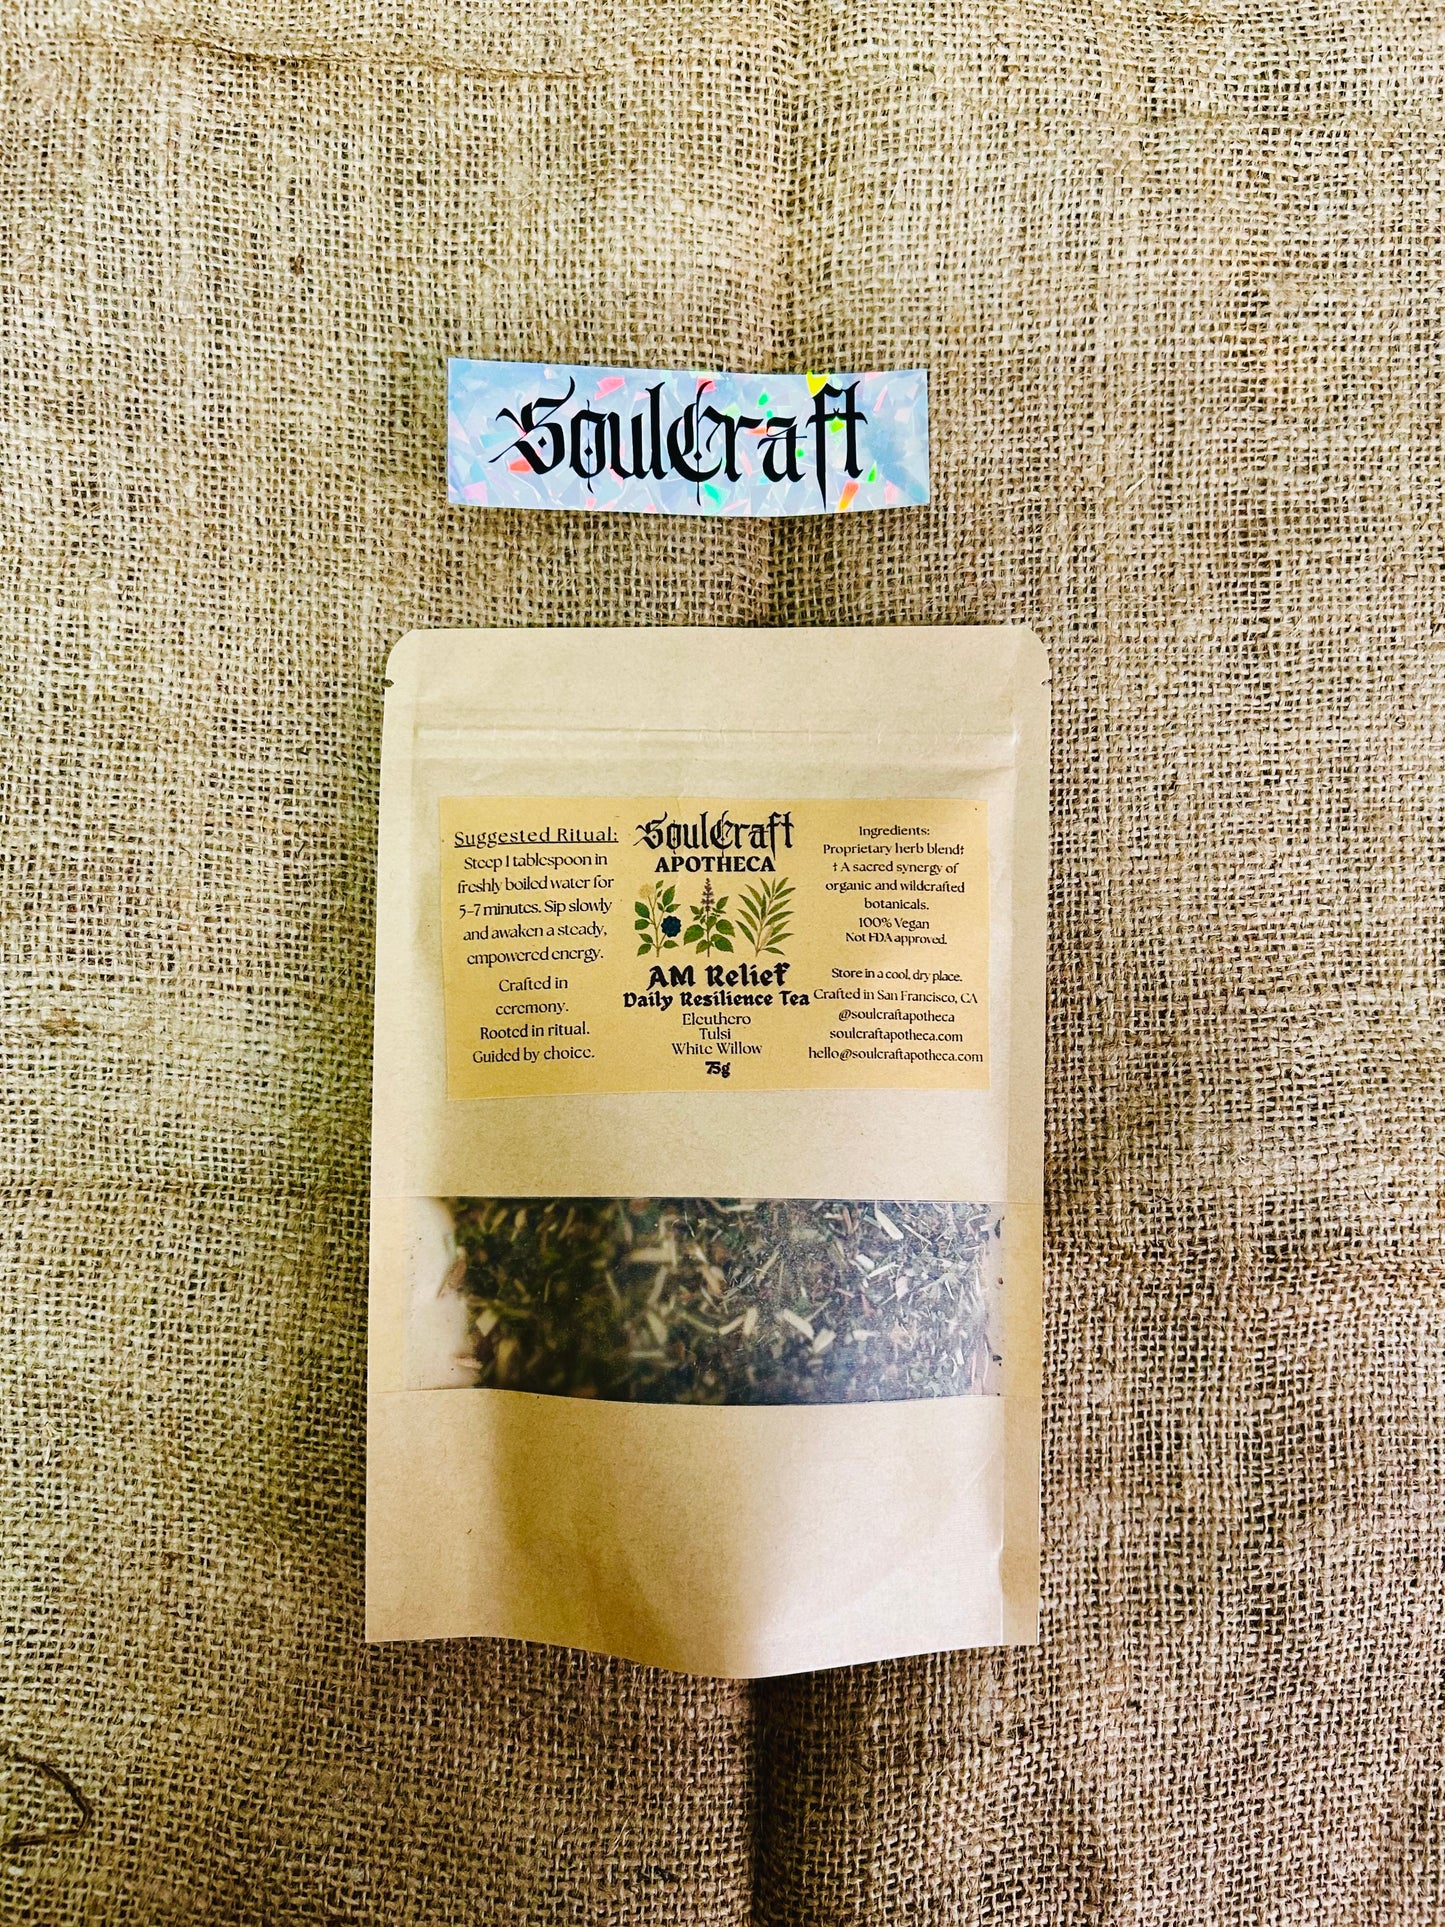 SoulCraft
Suggested Ritual:
Steep 1 tablespoon in
freshly boiled water for
5-7 minutes. Sip slowly
and awaken a steady,
empowered energy.
Crafted in
ceremony.
Rooted in ritual.
Guided by choice.
SoulCraft
APOTHECA
AM Relief
Daily Resilience Tea
Eleuthero
Tulsi
White Willow
75g
Ingredients:
Proprietary herb blend†
† A sacred synergy of
organic and wildcrafted
botanicals.
100% Vegan
Not FDA approved.
Store in a cool, dry place.
Crafted in San Francisco, CA
@soulcraftapotheca
soulcraftapotheca.com
hello@soulcraftapotheca.com